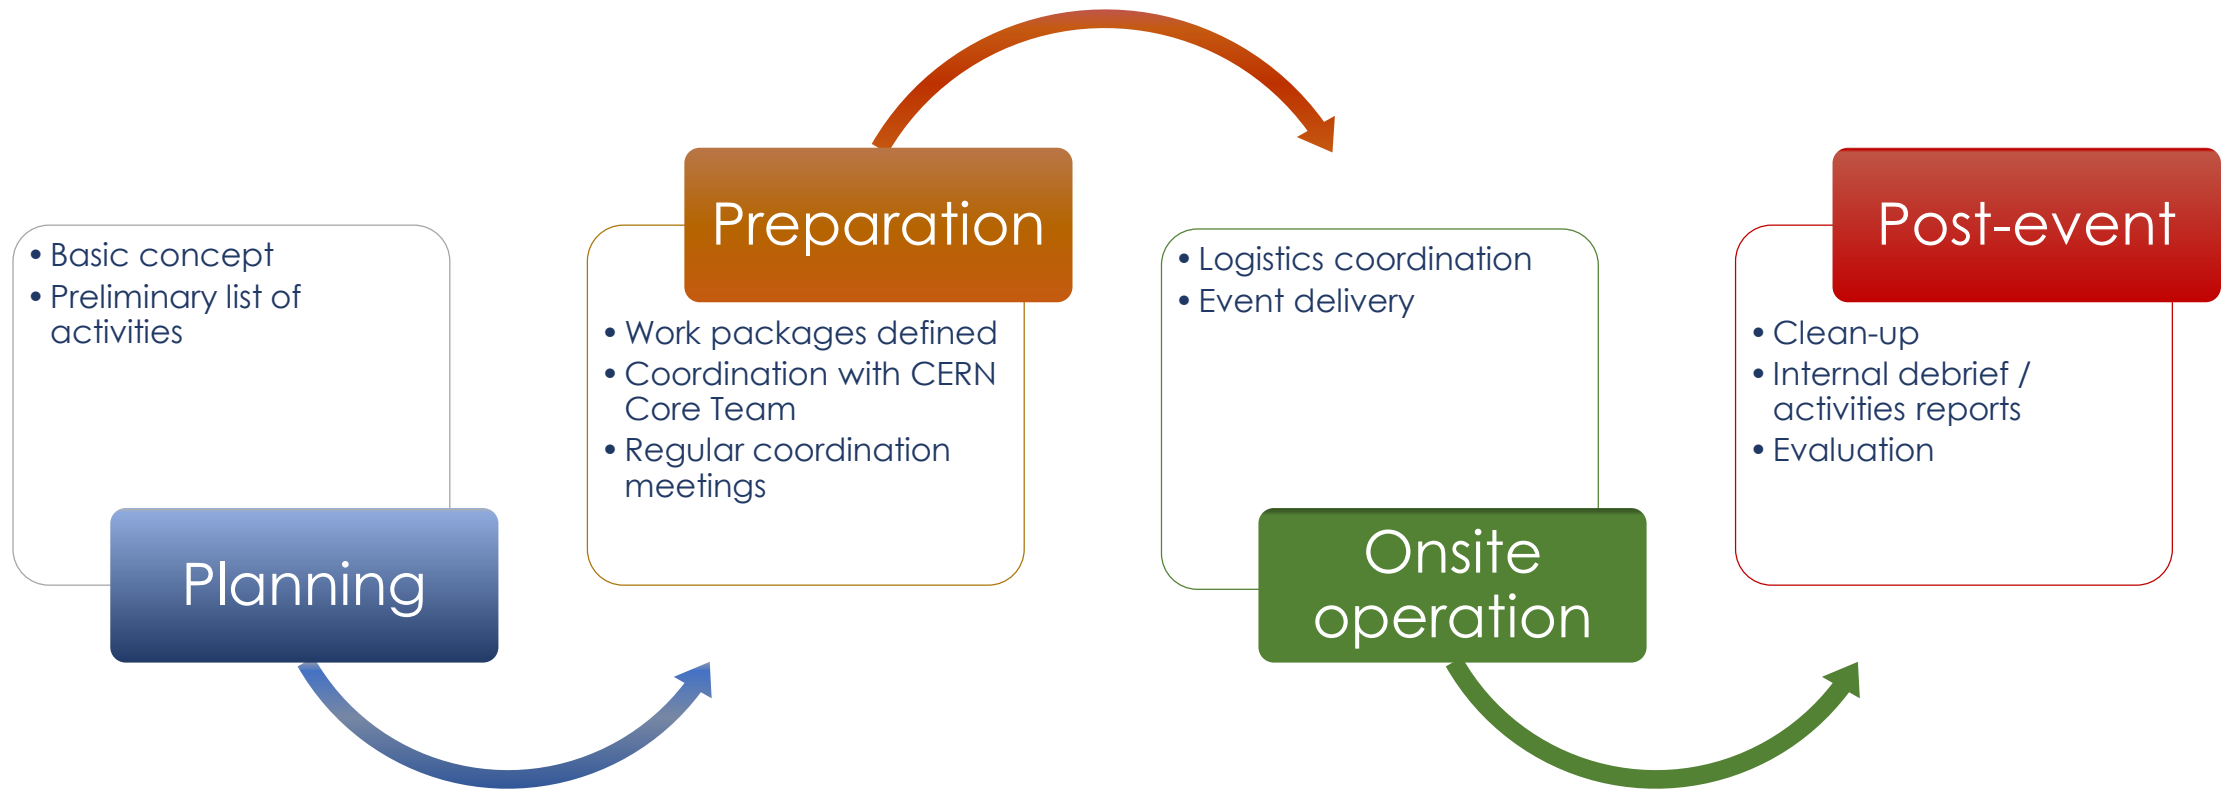 • Basic concept
• Preliminary list of
activities
Planning
Preparation
• Work packages defined
• Coordination with CERN
Core Team
• Regular coordination
meetings
• Logistics coordination
• Event delivery
Onsite
operation
Post-event
• Clean-up
• Internal debrief /
activities reports
• Evaluation